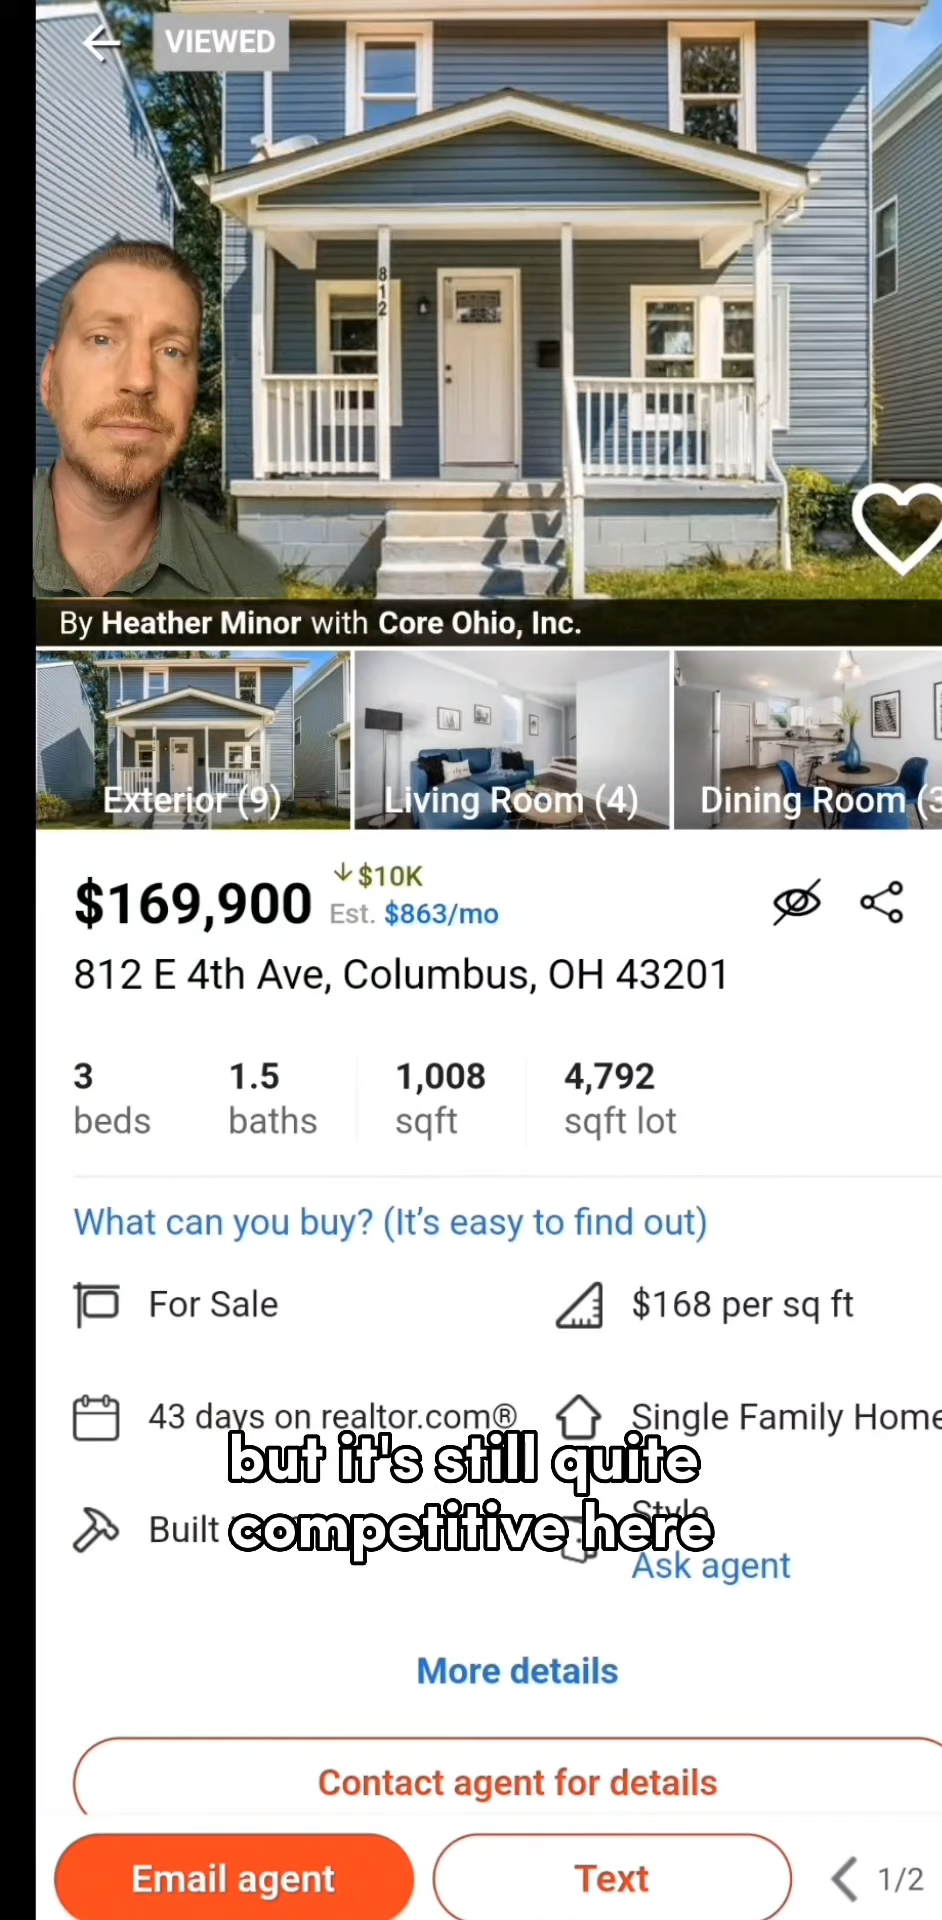 VIEWED
812
By Heather Minor with Core Ohio, Inc.
Exterior (9)
Living Room (4)
Dining Room (3
$169,900
$10K
Est. $863/mo
812 E 4th Ave, Columbus, OH 43201
3 beds
1.5 baths
1,008 sqft
4,792 sqft lot
What can you buy? (It's easy to find out)
For Sale
$168 per sq ft
43 days on realtor.com®
Single Family Home
but it's still quite
competitive here
Built
Style
Ask agent
More details
Contact agent for details
Email agent
Text
1/2